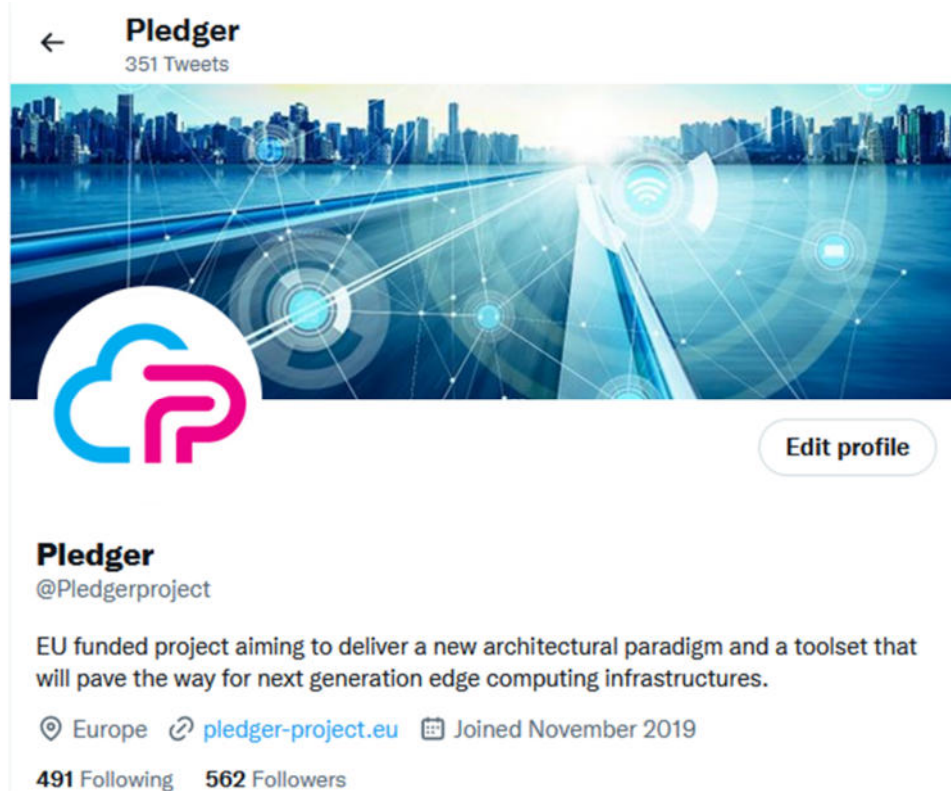 Pledger
351 Tweets
Edit profile
Pledger
@Pledgerproject
EU funded project aiming to deliver a new architectural paradigm and a toolset that
will pave the way for next generation edge computing infrastructures.
Europe pledger-project.eu Joined November 2019
491 Following 562 Followers